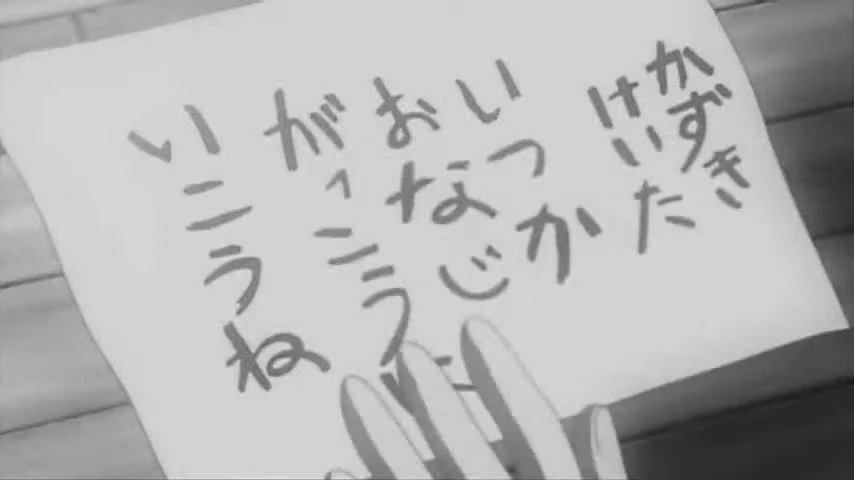 かずき
けいた
いつか
おなじ
がっこうに
いこうね